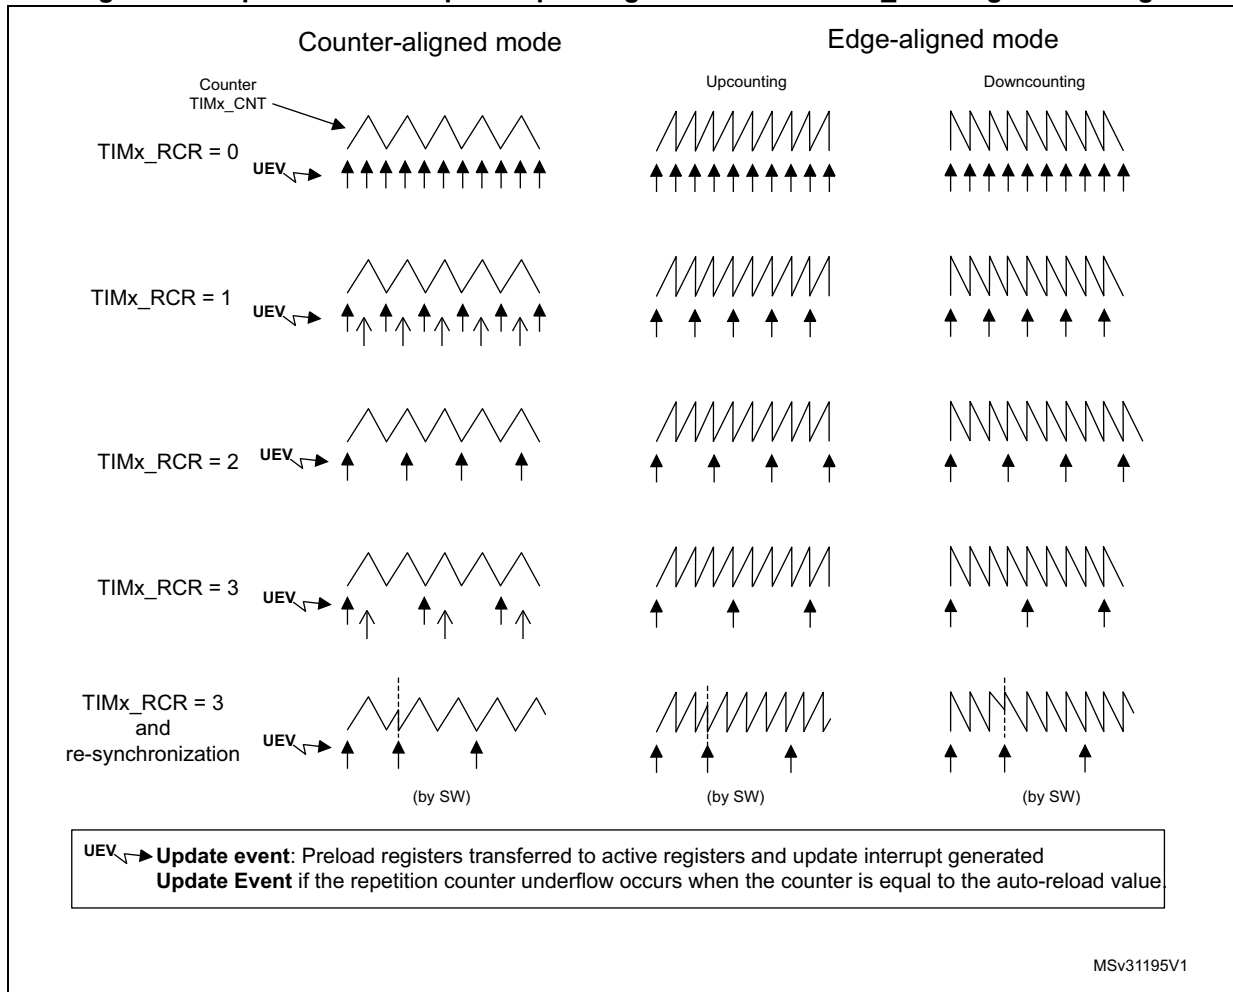 Counter-aligned mode
Edge-aligned mode
Counter
TIMx_CNT
Upcounting
Downcounting
TIMx_RCR = 0
UEV
TIMx_RCR = 1
UEV
TIMx_RCR = 2
UEV
TIMx_RCR = 3
UEV
TIMx_RCR = 3
and
re-synchronization
UEV
(by SW)
(by SW)
(by SW)
UEV Update event: Preload registers transferred to active registers and update interrupt generated
Update Event if the repetition counter underflow occurs when the counter is equal to the auto-reload value.
MSv31195V1